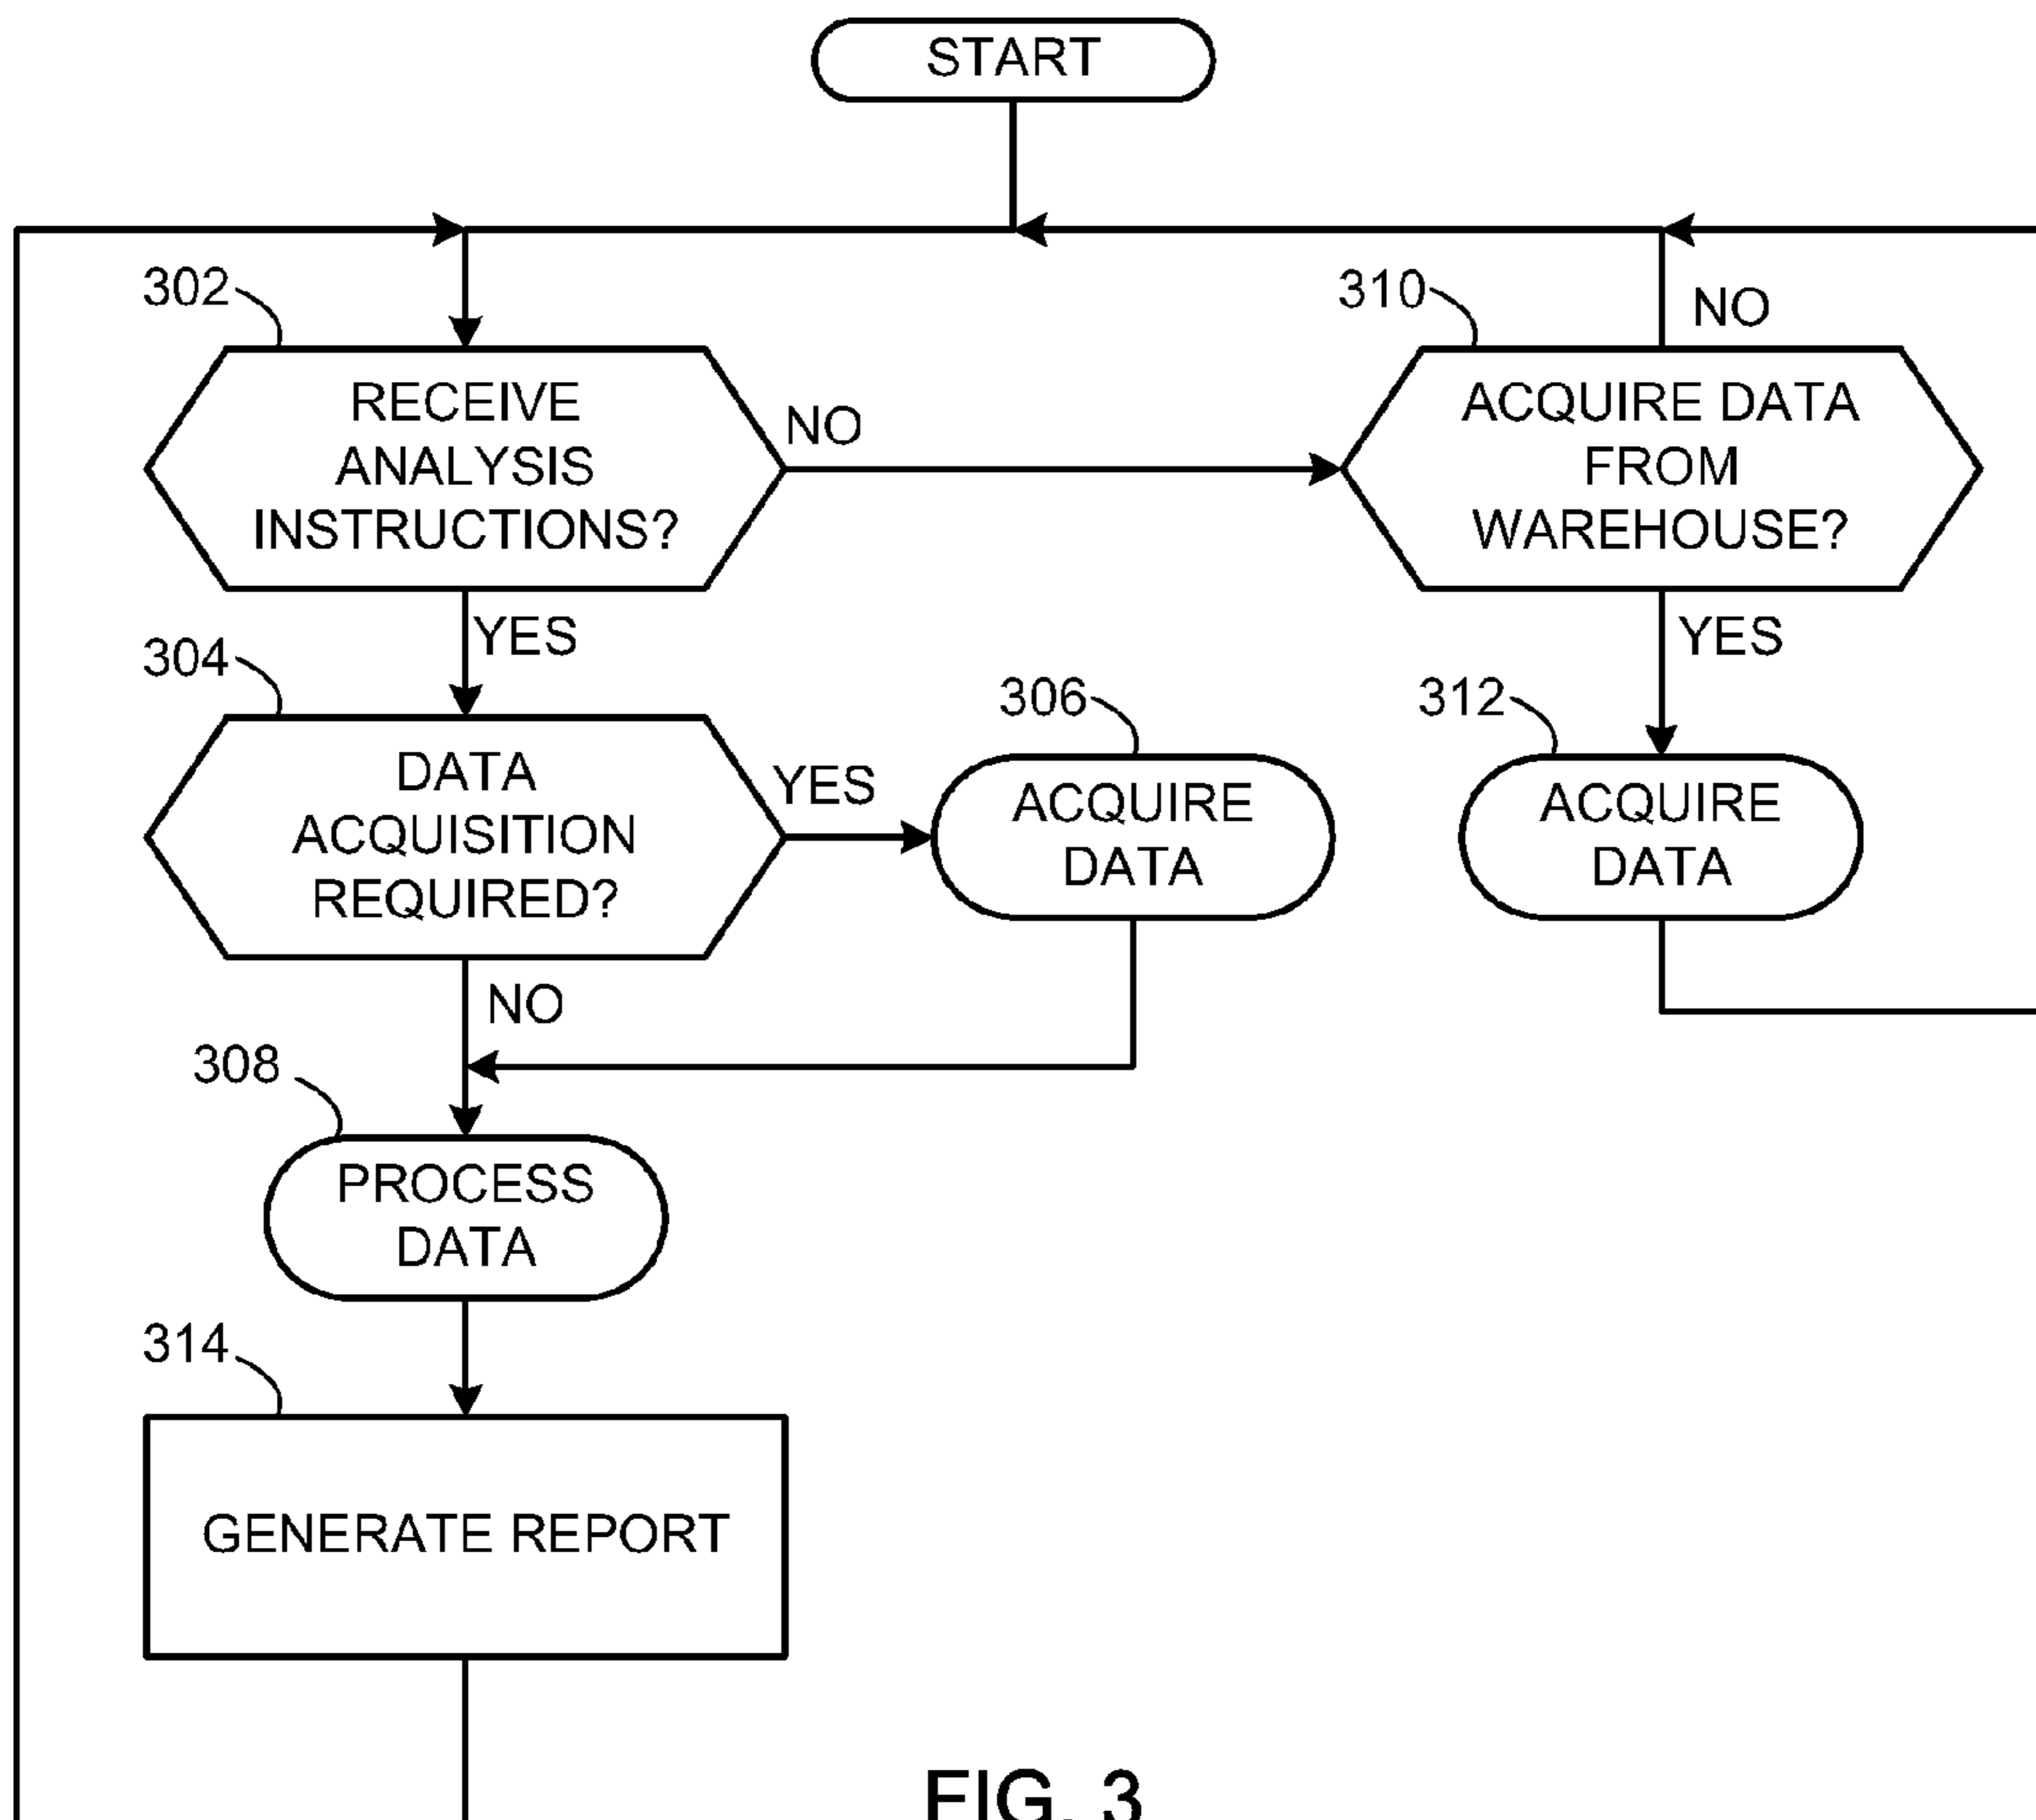 START
302
310
NO
RECEIVE
ANALYSIS
INSTRUCTIONS?
NO
ACQUIRE DATA
FROM
WAREHOUSE?
YES
YES
304
306
312
DATA
ACQUISITION
REQUIRED?
YES
ACQUIRE
DATA
ACQUIRE
DATA
NO
308
PROCESS
DATA
314
GENERATE REPORT
FIG. 3